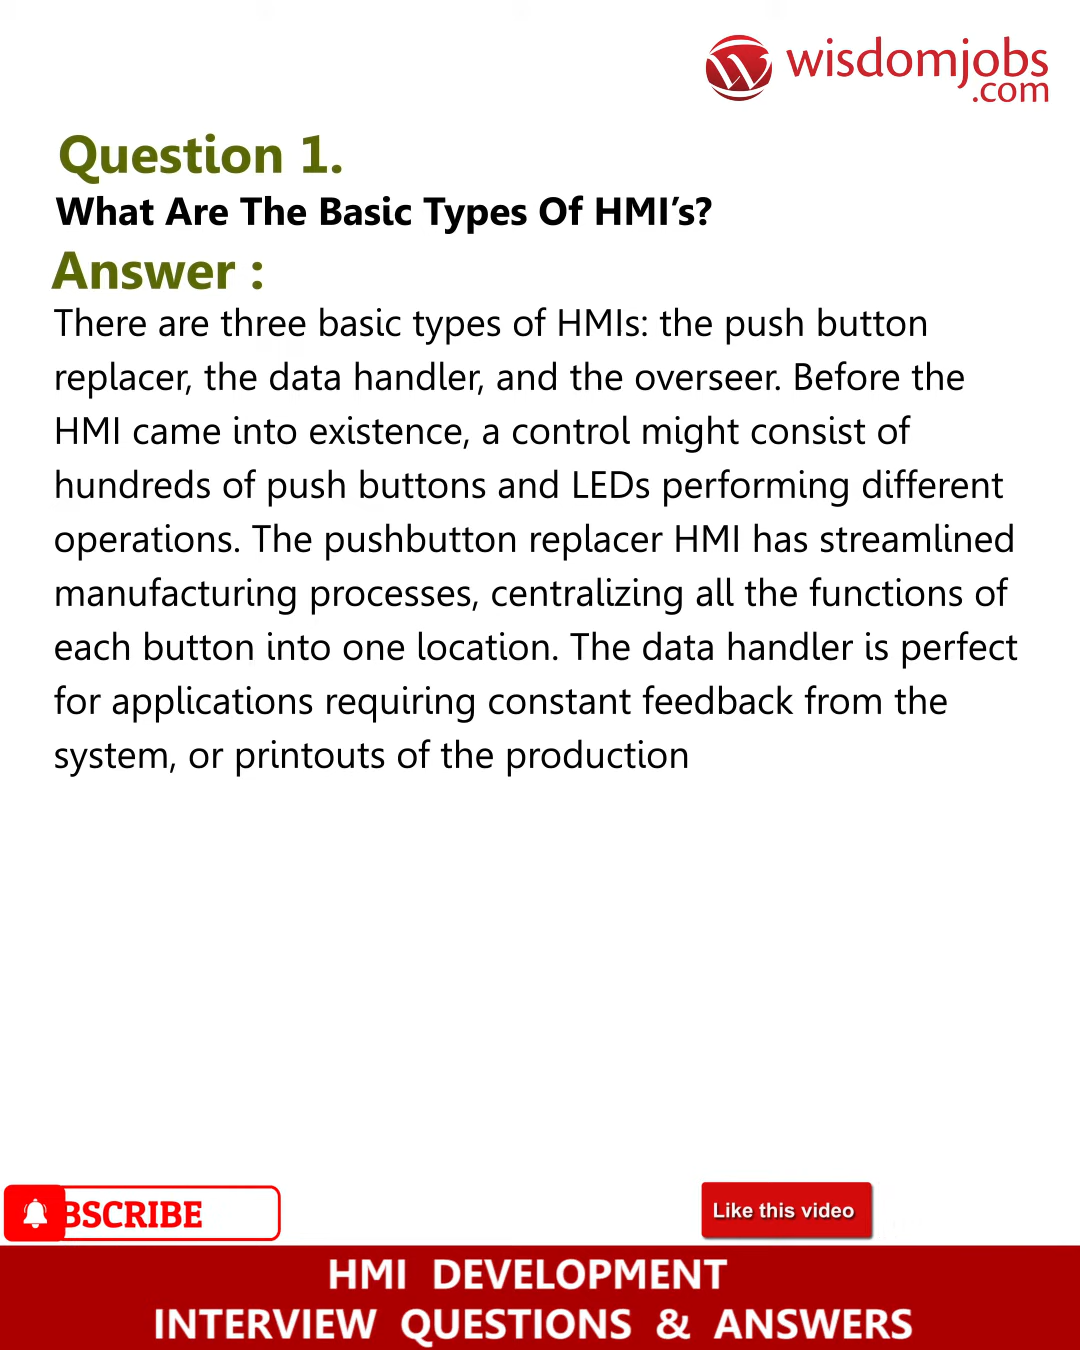 wisdomjobs
.com
Question 1.
What Are The Basic Types Of HMI’s?
Answer :
There are three basic types of HMIs: the push button
replacer, the data handler, and the overseer. Before the
HMI came into existence, a control might consist of
hundreds of push buttons and LEDs performing different
operations. The pushbutton replacer HMI has streamlined
manufacturing processes, centralizing all the functions of
each button into one location. The data handler is perfect
for applications requiring constant feedback from the
system, or printouts of the production
BSCRIBE
Like this video
HMI DEVELOPMENT
INTERVIEW QUESTIONS & ANSWERS